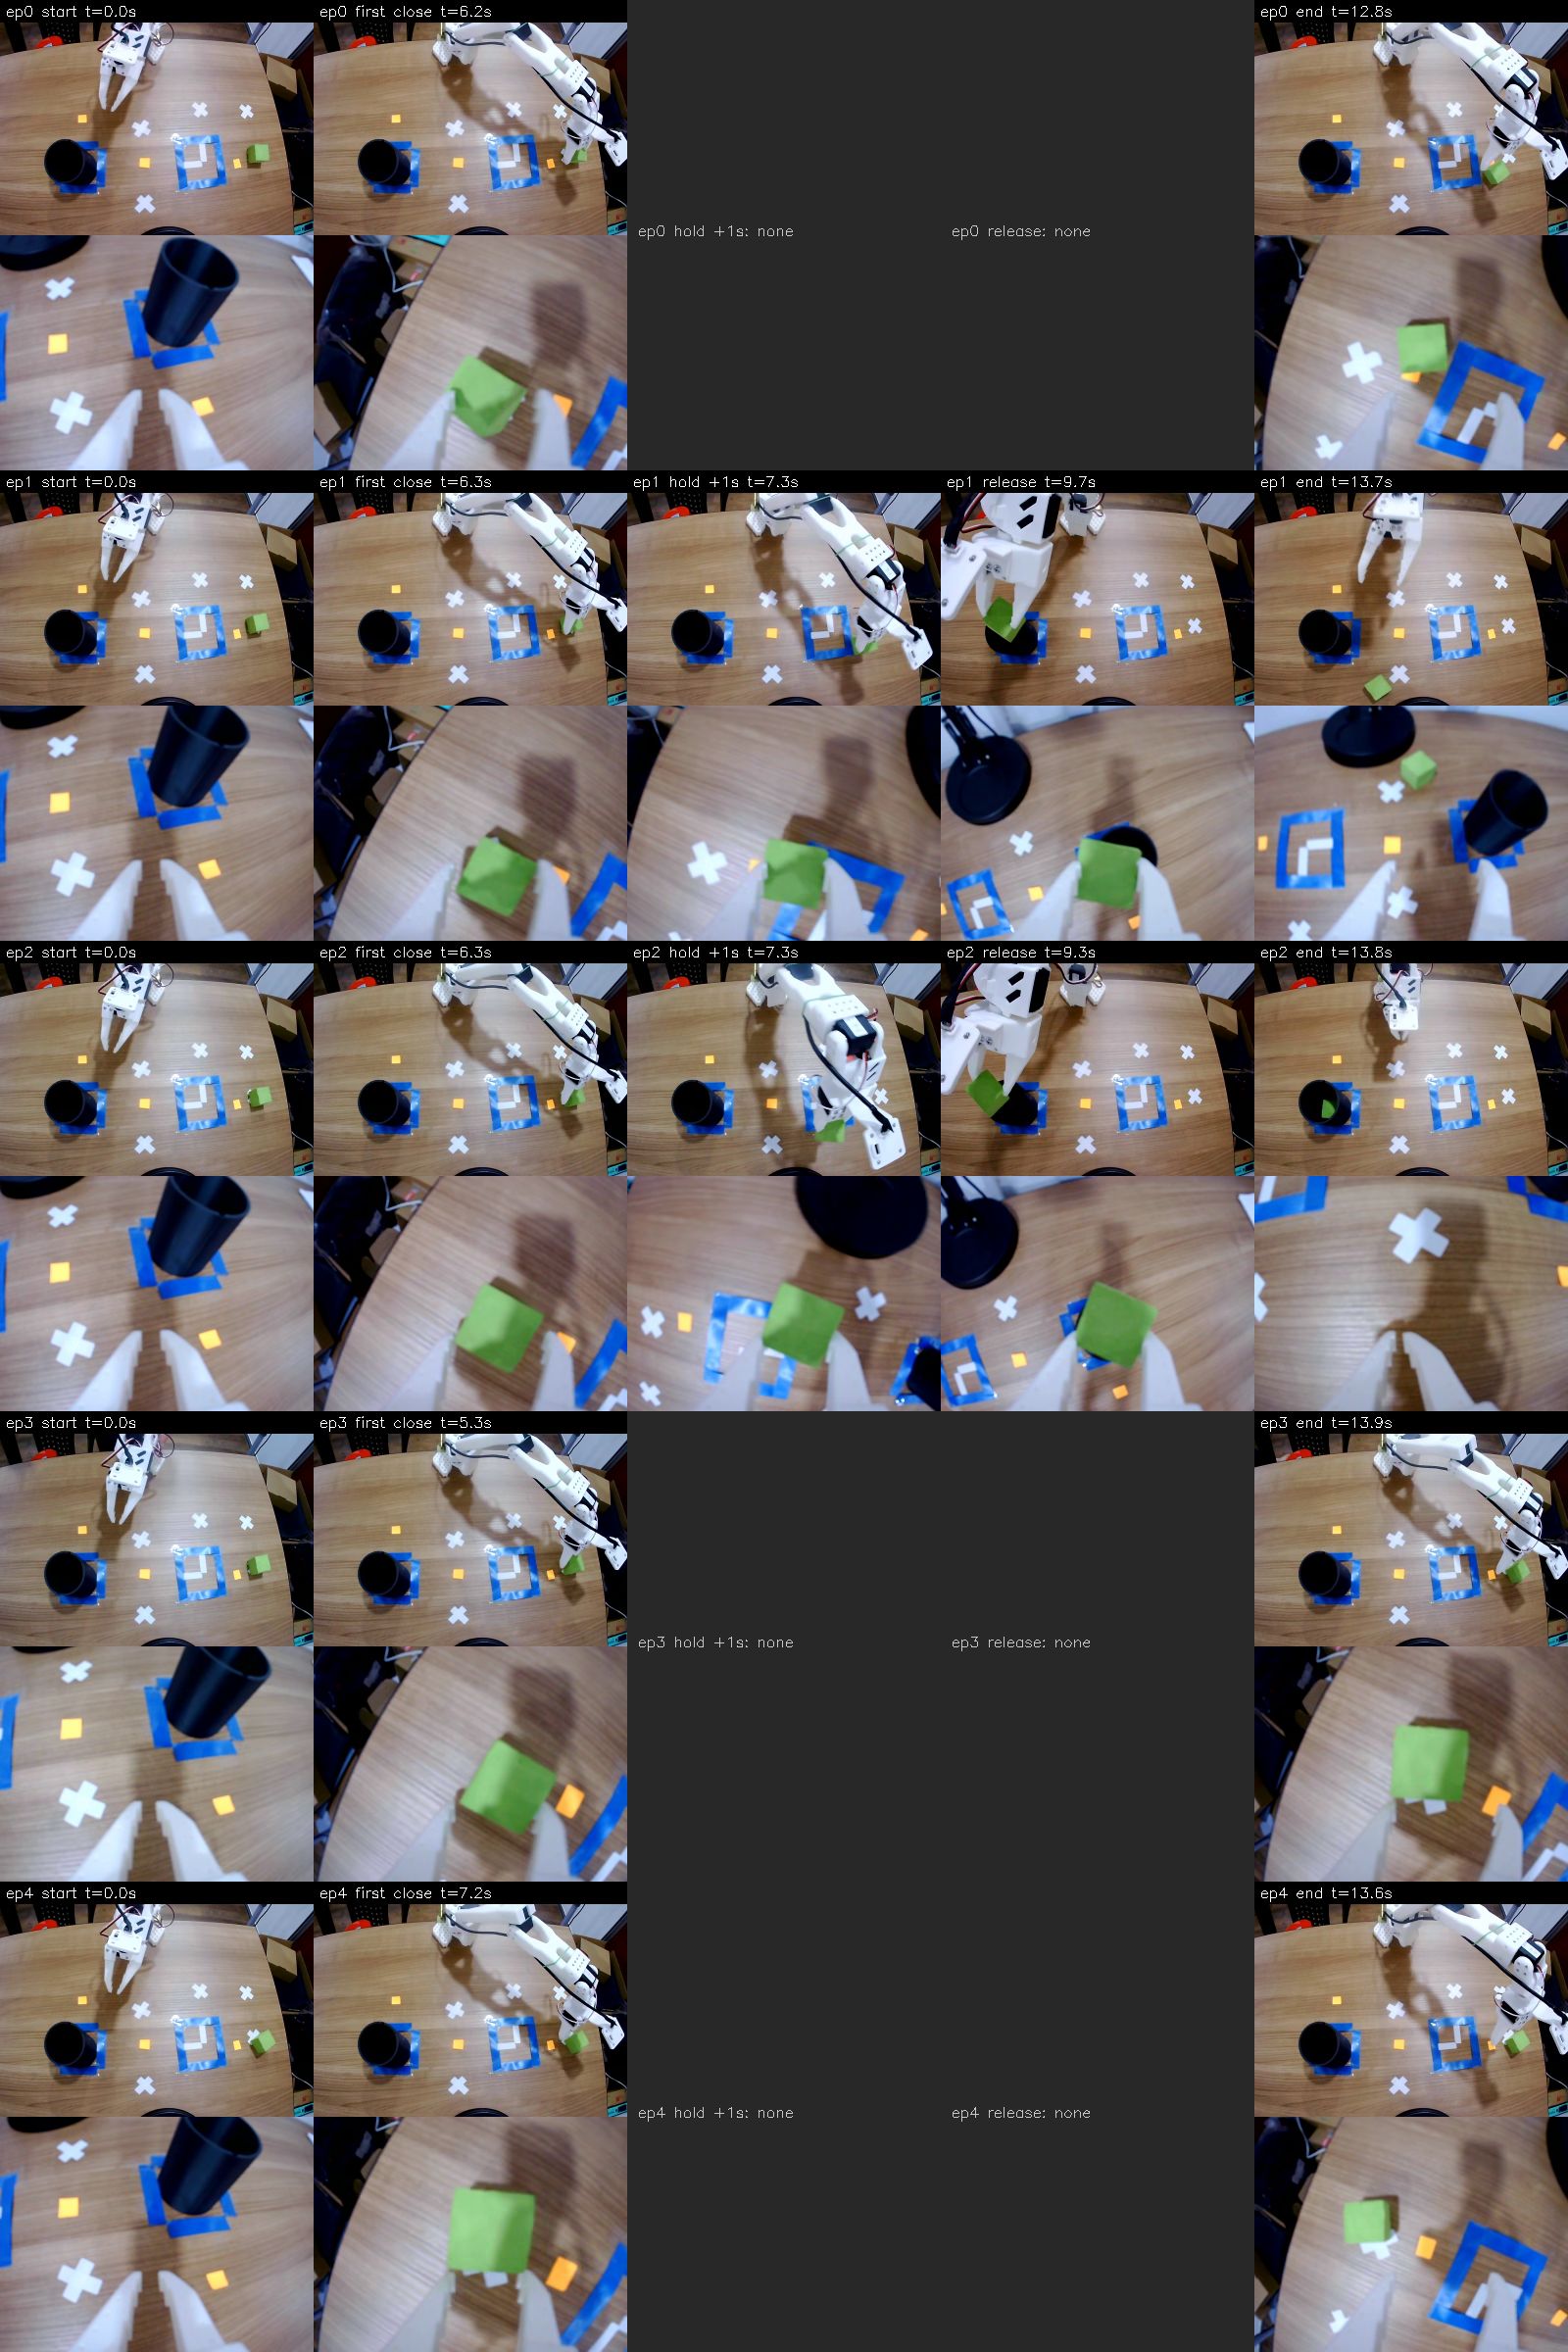 ep0 start t=0.0s
ep0 first close t=6.2s
ep0 hold +1s: none
ep0 release: none
ep0 end t=12.8s
ep1 start t=0.0s
ep1 first close t=6.3s
ep1 hold +1s t=7.3s
ep1 release t=9.7s
ep1 end t=13.7s
ep2 start t=0.0s
ep2 first close t=6.3s
ep2 hold +1s t=7.3s
ep2 release t=9.3s
ep2 end t=13.8s
ep3 start t=0.0s
ep3 first close t=5.3s
ep3 hold +1s: none
ep3 release: none
ep3 end t=13.9s
ep4 start t=0.0s
ep4 first close t=7.2s
ep4 hold +1s: none
ep4 release: none
ep4 end t=13.6s